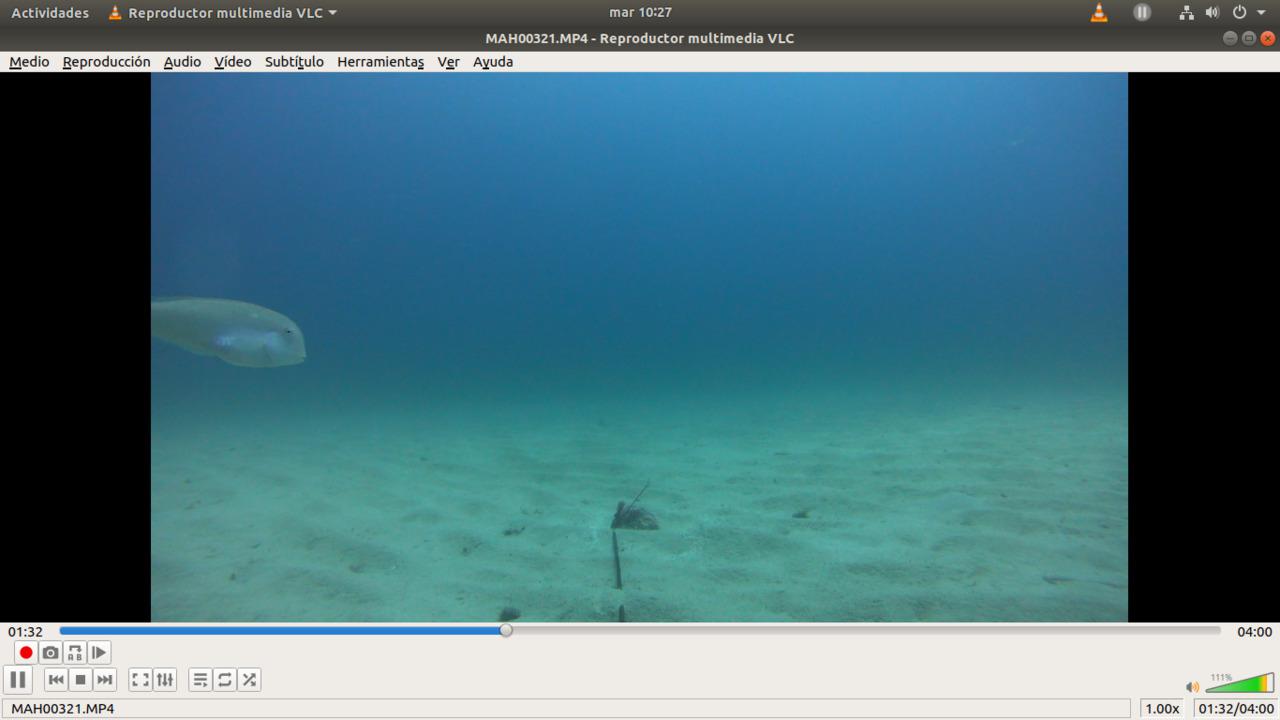 Actividades Reproductor multimedia VLC mar 10:27
MAH00321.MP4 - Reproductor multimedia VLC
Medio Reproducción Audio Vídeo Subtítulo Herramientas Ver Ayuda
01:32 04:00
A B
111%
MAH00321.MP4 1.00x 01:32/04:00